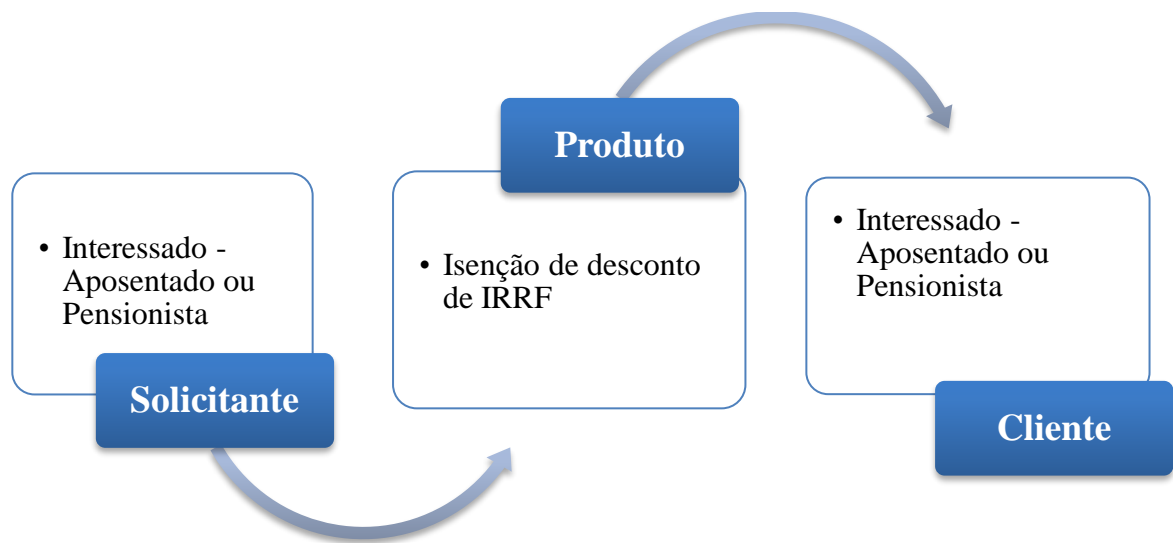 • Interessado -
Aposentado ou
Pensionista
Solicitante
Produto
• Isenção de desconto
de IRRF
• Interessado -
Aposentado ou
Pensionista
Cliente